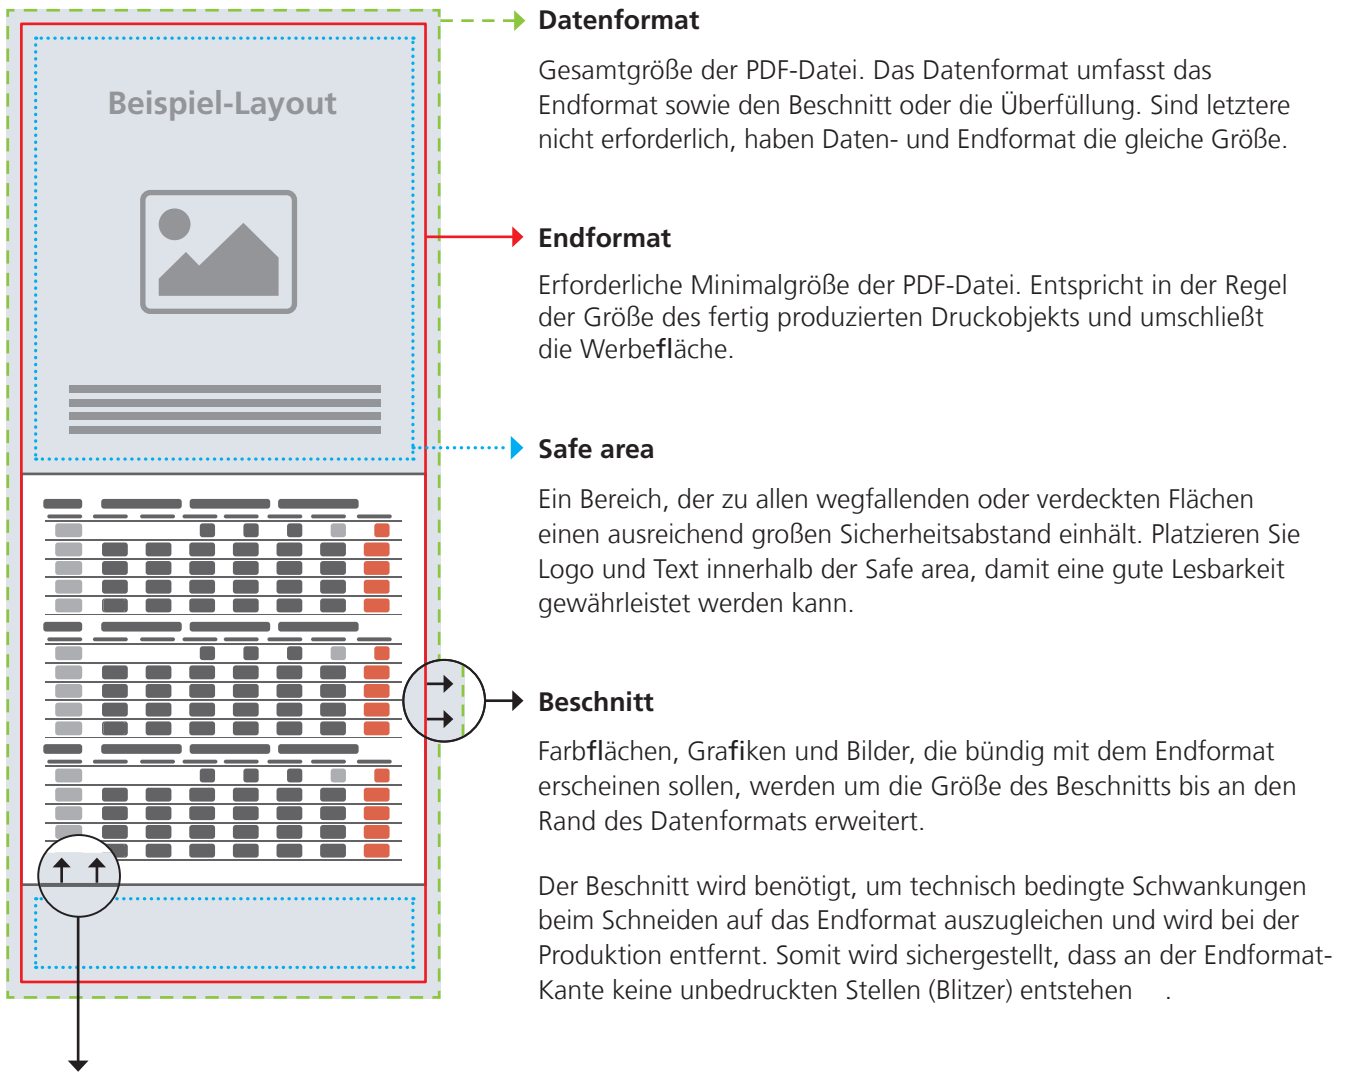 Beispiel-Layout
Datenformat
Gesamtgröße der PDF-Datei. Das Datenformat umfasst das
Endformat sowie den Beschnitt oder die Überfüllung. Sind letztere
nicht erforderlich, haben Daten- und Endformat die gleiche Größe.
Endformat
Erforderliche Minimalgröße der PDF-Datei. Entspricht in der Regel
der Größe des fertig produzierten Druckobjekts und umschließt
die Werbefläche.
Safe area
Ein Bereich, der zu allen wegfallenden oder verdeckten Flächen
einen ausreichend großen Sicherheitsabstand einhält. Platzieren Sie
Logo und Text innerhalb der Safe area, damit eine gute Lesbarkeit
gewährleistet werden kann.
Beschnitt
Farbflächen, Grafiken und Bilder, die bündig mit dem Endformat
erscheinen sollen, werden um die Größe des Beschnitts bis an den
Rand des Datenformats erweitert.
Der Beschnitt wird benötigt, um technisch bedingte Schwankungen
beim Schneiden auf das Endformat auszugleichen und wird bei der
Produktion entfernt. Somit wird sichergestellt, dass an der Endformat-
Kante keine unbedruckten Stellen (Blitzer) entstehen .